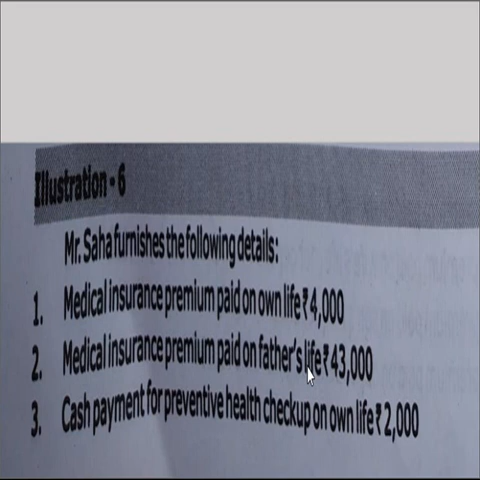 Illustration - 6
Mr. Saha furnishes the following details:
1. Medical insurance premium paid on own life ₹ 4,000
2. Medical insurance premium paid on father's life ₹ 43,000
3. Cash payment for preventive health checkup on own life ₹ 2,000